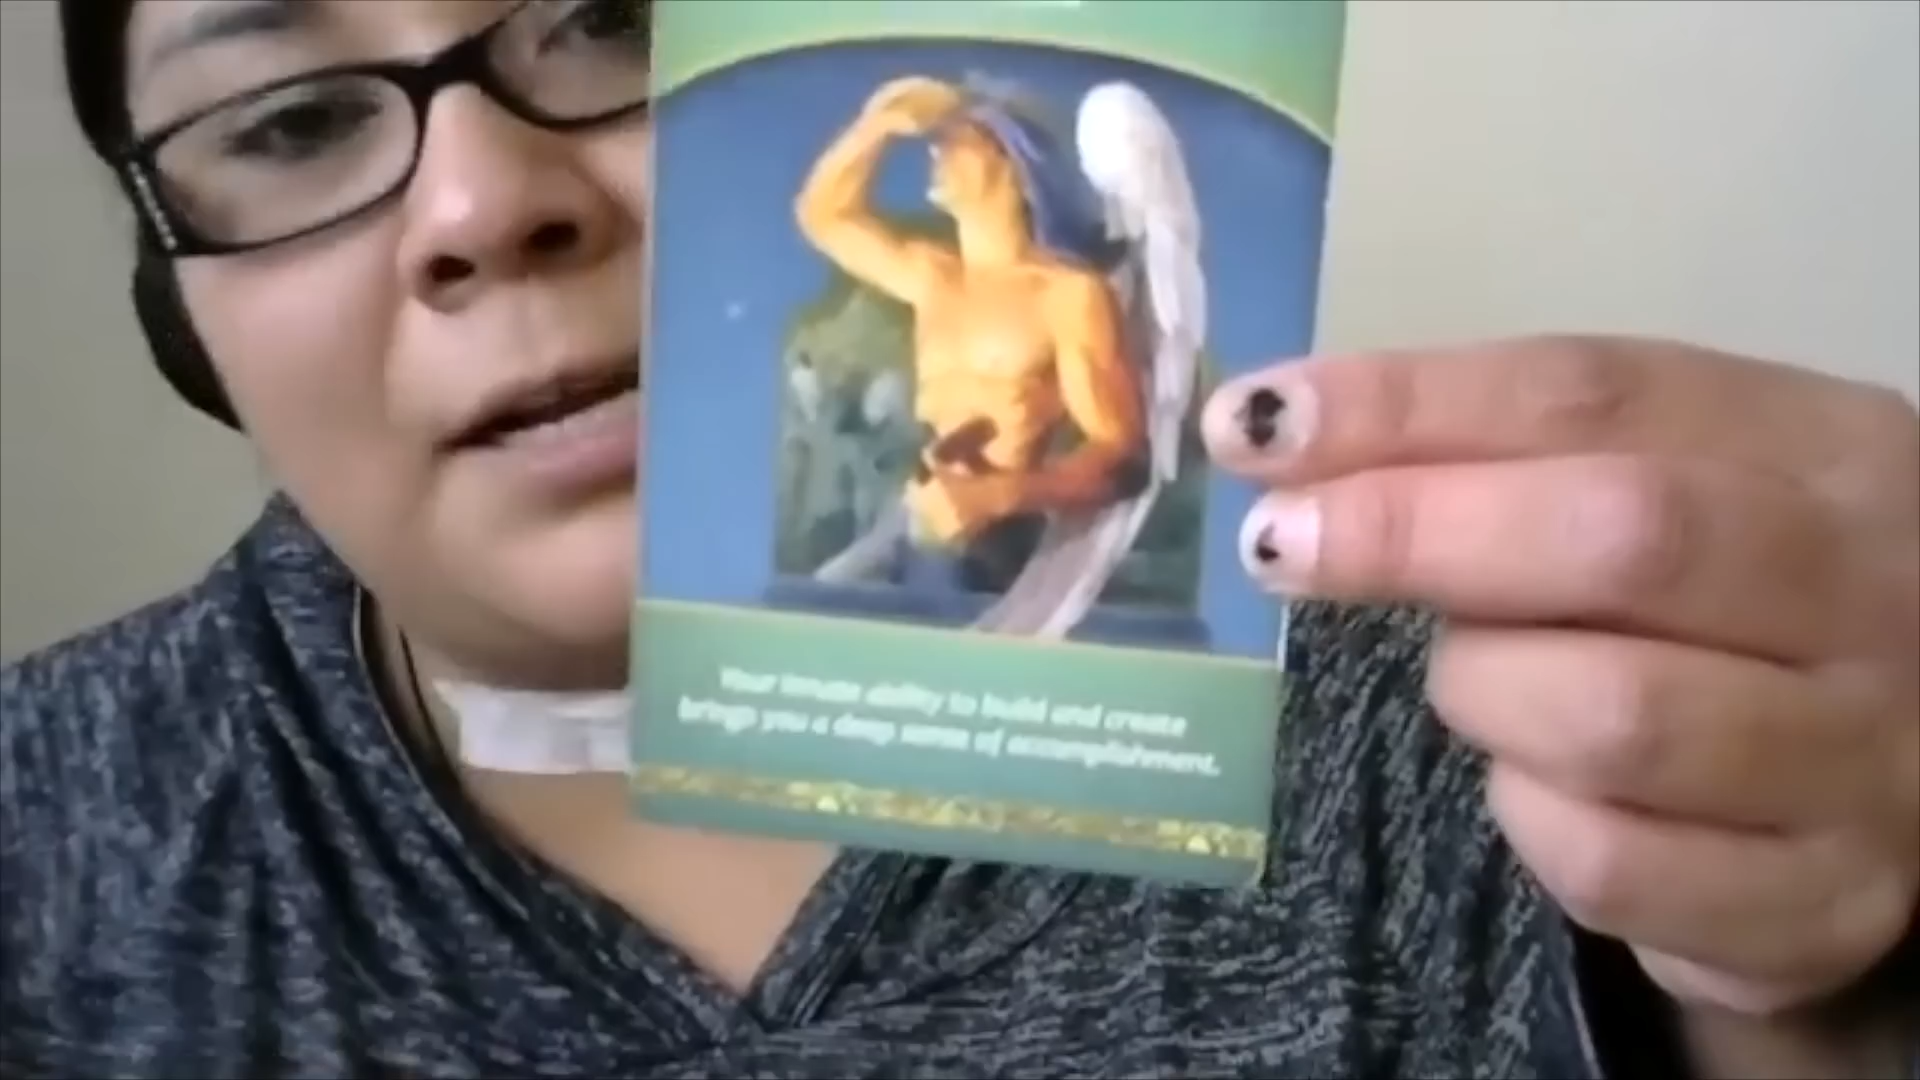 Your innate ability to build and create
brings you a deep sense of accomplishment.